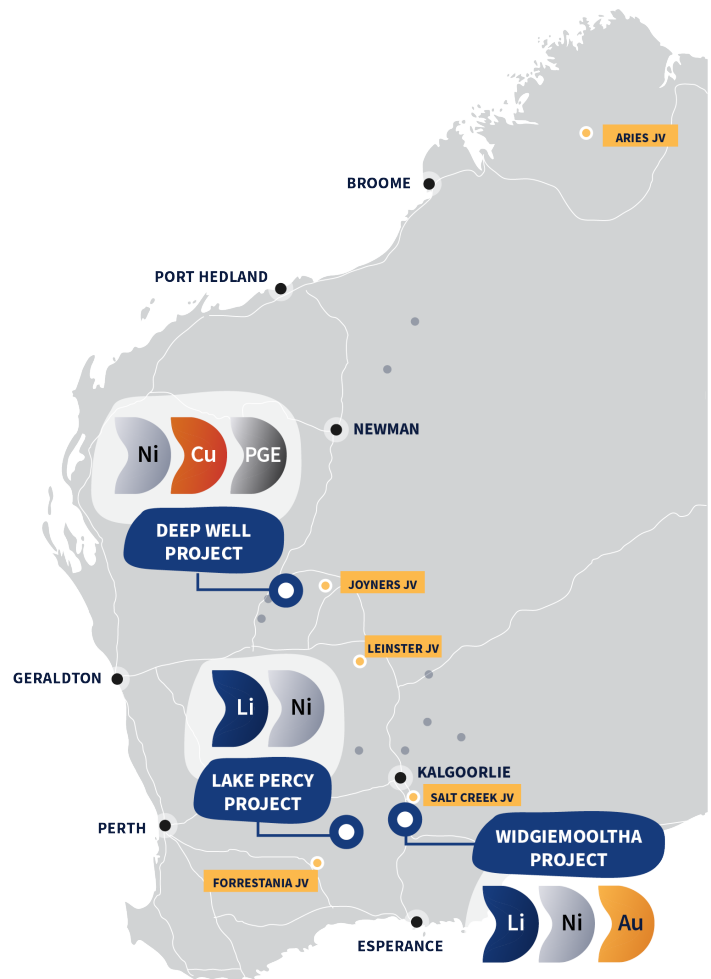 ARIES JV
BROOME
PORT HEDLAND
NEWMAN
Ni Cu PGE
DEEP WELL
PROJECT
JOYNERS JV
LEINSTER JV
GERALDTON
Li Ni
KALGOORLIE
LAKE PERCY
PROJECT
SALT CREEK JV
PERTH
WIDGIEMOOLTHA
PROJECT
FORRESTANIA JV
Li Ni Au
ESPERANCE